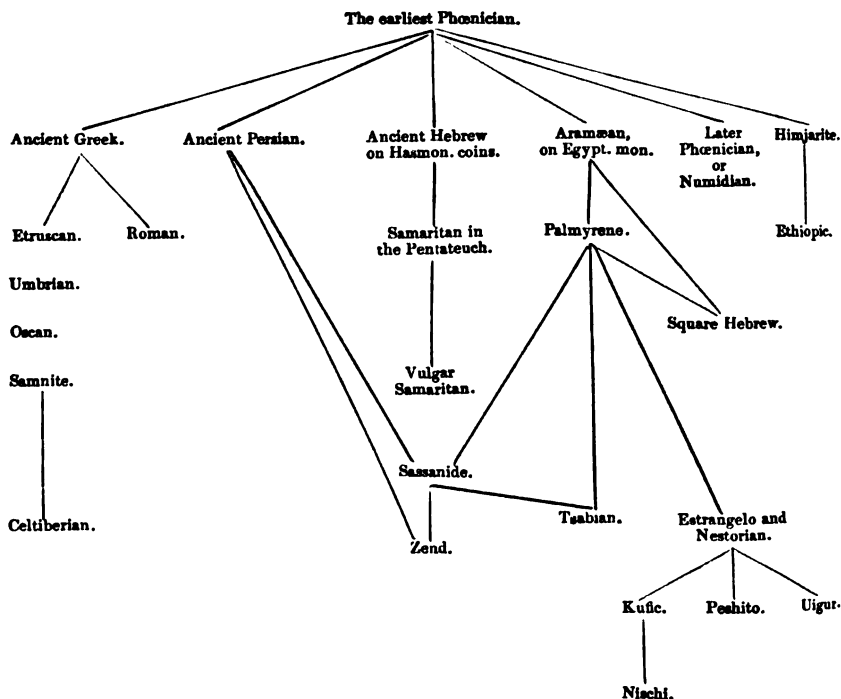 The earliest Phœnician.
Ancient Greek.
Ancient Persian.
Ancient Hebrew
on Hasmon. coins.
Aramæan,
on Egypt. mon.
Later
Phœnician,
or
Numidian.
Himjarite.
Etruscan.
Roman.
Samaritan in
the Pentateuch.
Palmyrene.
Ethiopic.
Umbrian.
Oscan.
Square Hebrew.
Samnite.
Vulgar
Samaritan.
Sassanide.
Celtiberian.
Zend.
Tsabian.
Estrangelo and
Nestorian.
Kufic.
Peshito.
Uigur.
Nischi.